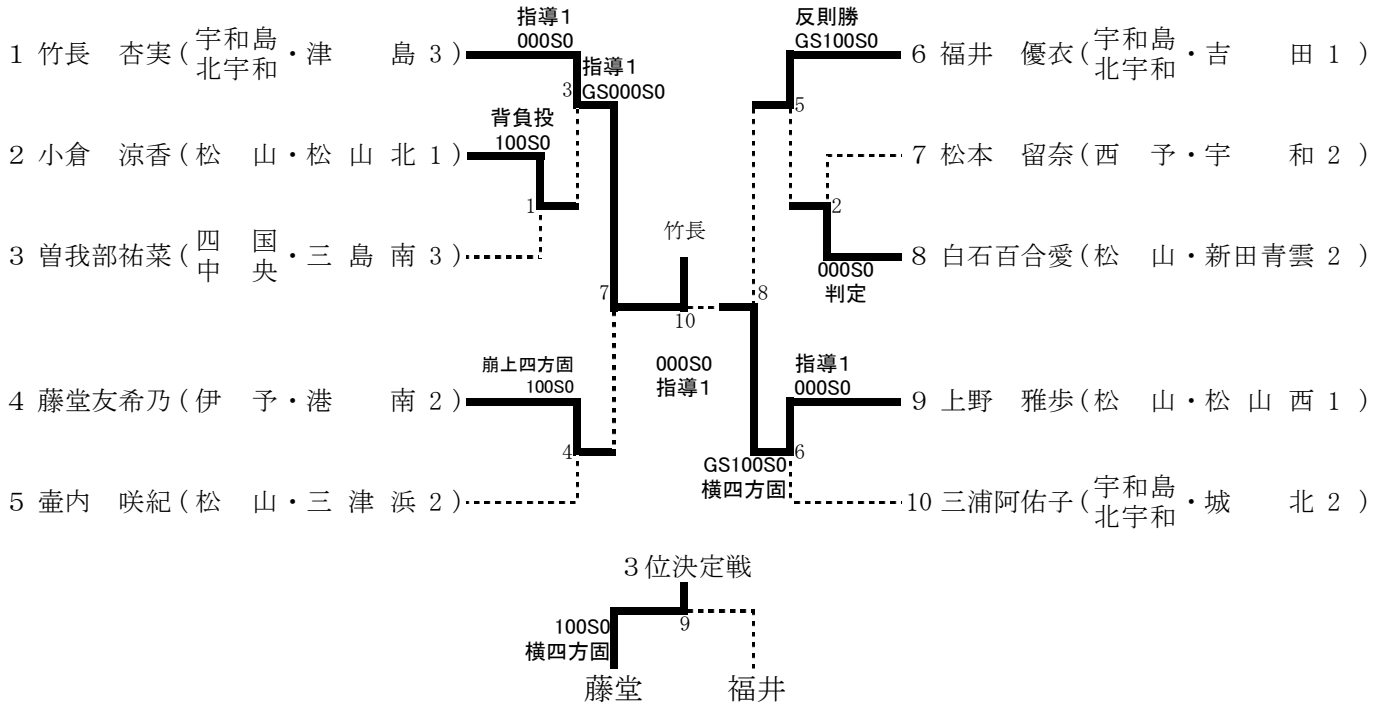 指導1
000S0
1 竹長　杏実 (宇和島北宇和・津　島 3)
指導1
GS000S0
3
背負投
100S0
2 小倉　涼香 (松　山・松 山 北 1)
1
3 曽我部祐菜 (四国中央・三 島 南 3)
崩上四方固
100S0
4 藤堂友希乃 (伊　予・港　南 2)
4
5 壷内　咲紀 (松　山・三 津 浜 2)
7
竹長
10
000S0
指導1
反則勝
GS100S0
6 福井　優衣 (宇和島北宇和・吉　田 1)
5
7 松本　留奈 (西　予・宇　和 2)
2
8 白石百合愛 (松　山・新田青雲 2)
000S0
判定
8
指導1
000S0
9 上野　雅歩 (松　山・松 山 西 1)
6
GS100S0
横四方固
10 三浦阿佑子 (宇和島北宇和・城　北 2)
3位決定戦
100S0
横四方固
9
藤堂　福井